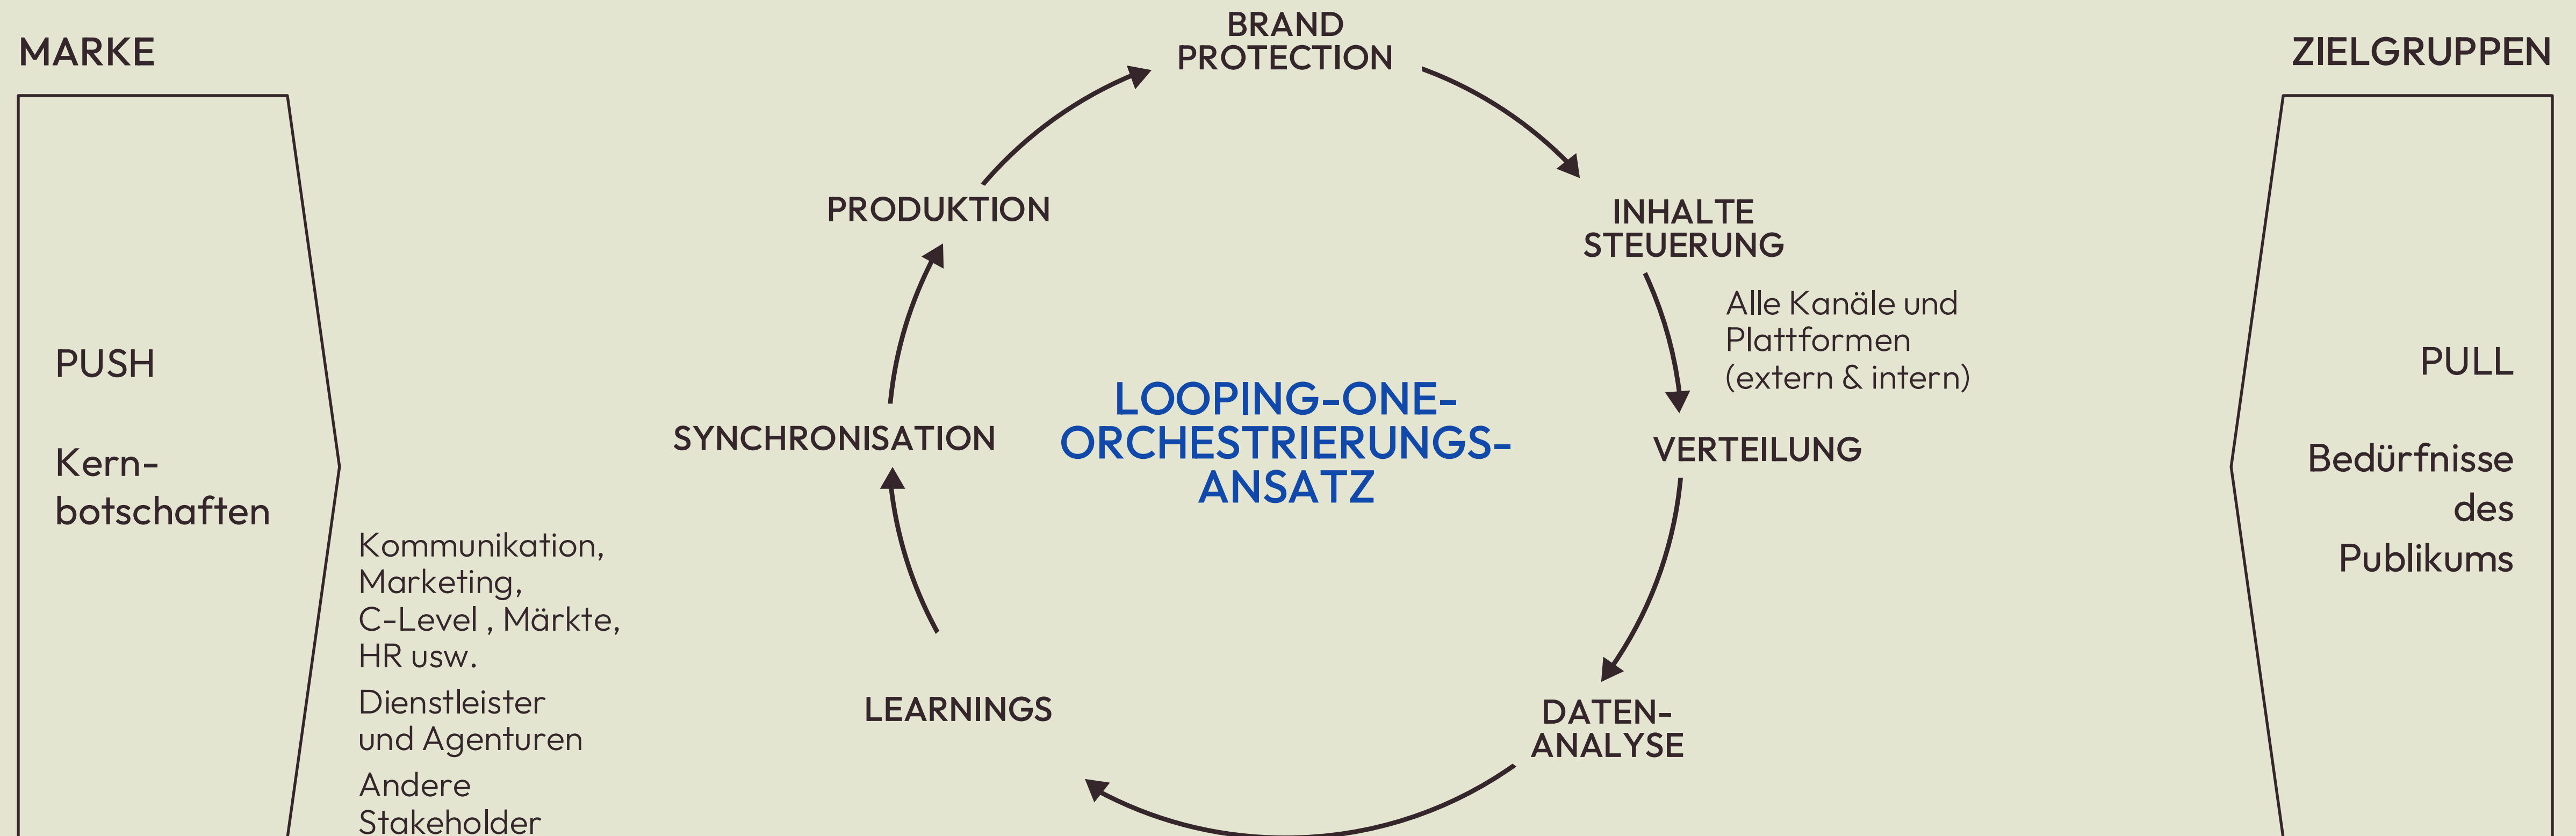 MARKE
PUSH
Kern-
botschaften
Kommunikation,
Marketing,
C-Level , Märkte,
HR usw.
Dienstleister
und Agenturen
Andere
Stakeholder
BRAND
PROTECTION
INHALTE
STEUERUNG
Alle Kanäle und
Plattformen
(extern & intern)
VERTEILUNG
DATEN-
ANALYSE
LEARNINGS
SYNCHRONISATION
PRODUKTION
LOOPING-ONE-
ORCHESTRIERUNGS-
ANSATZ
ZIELGRUPPEN
PULL
Bedürfnisse
des
Publikums